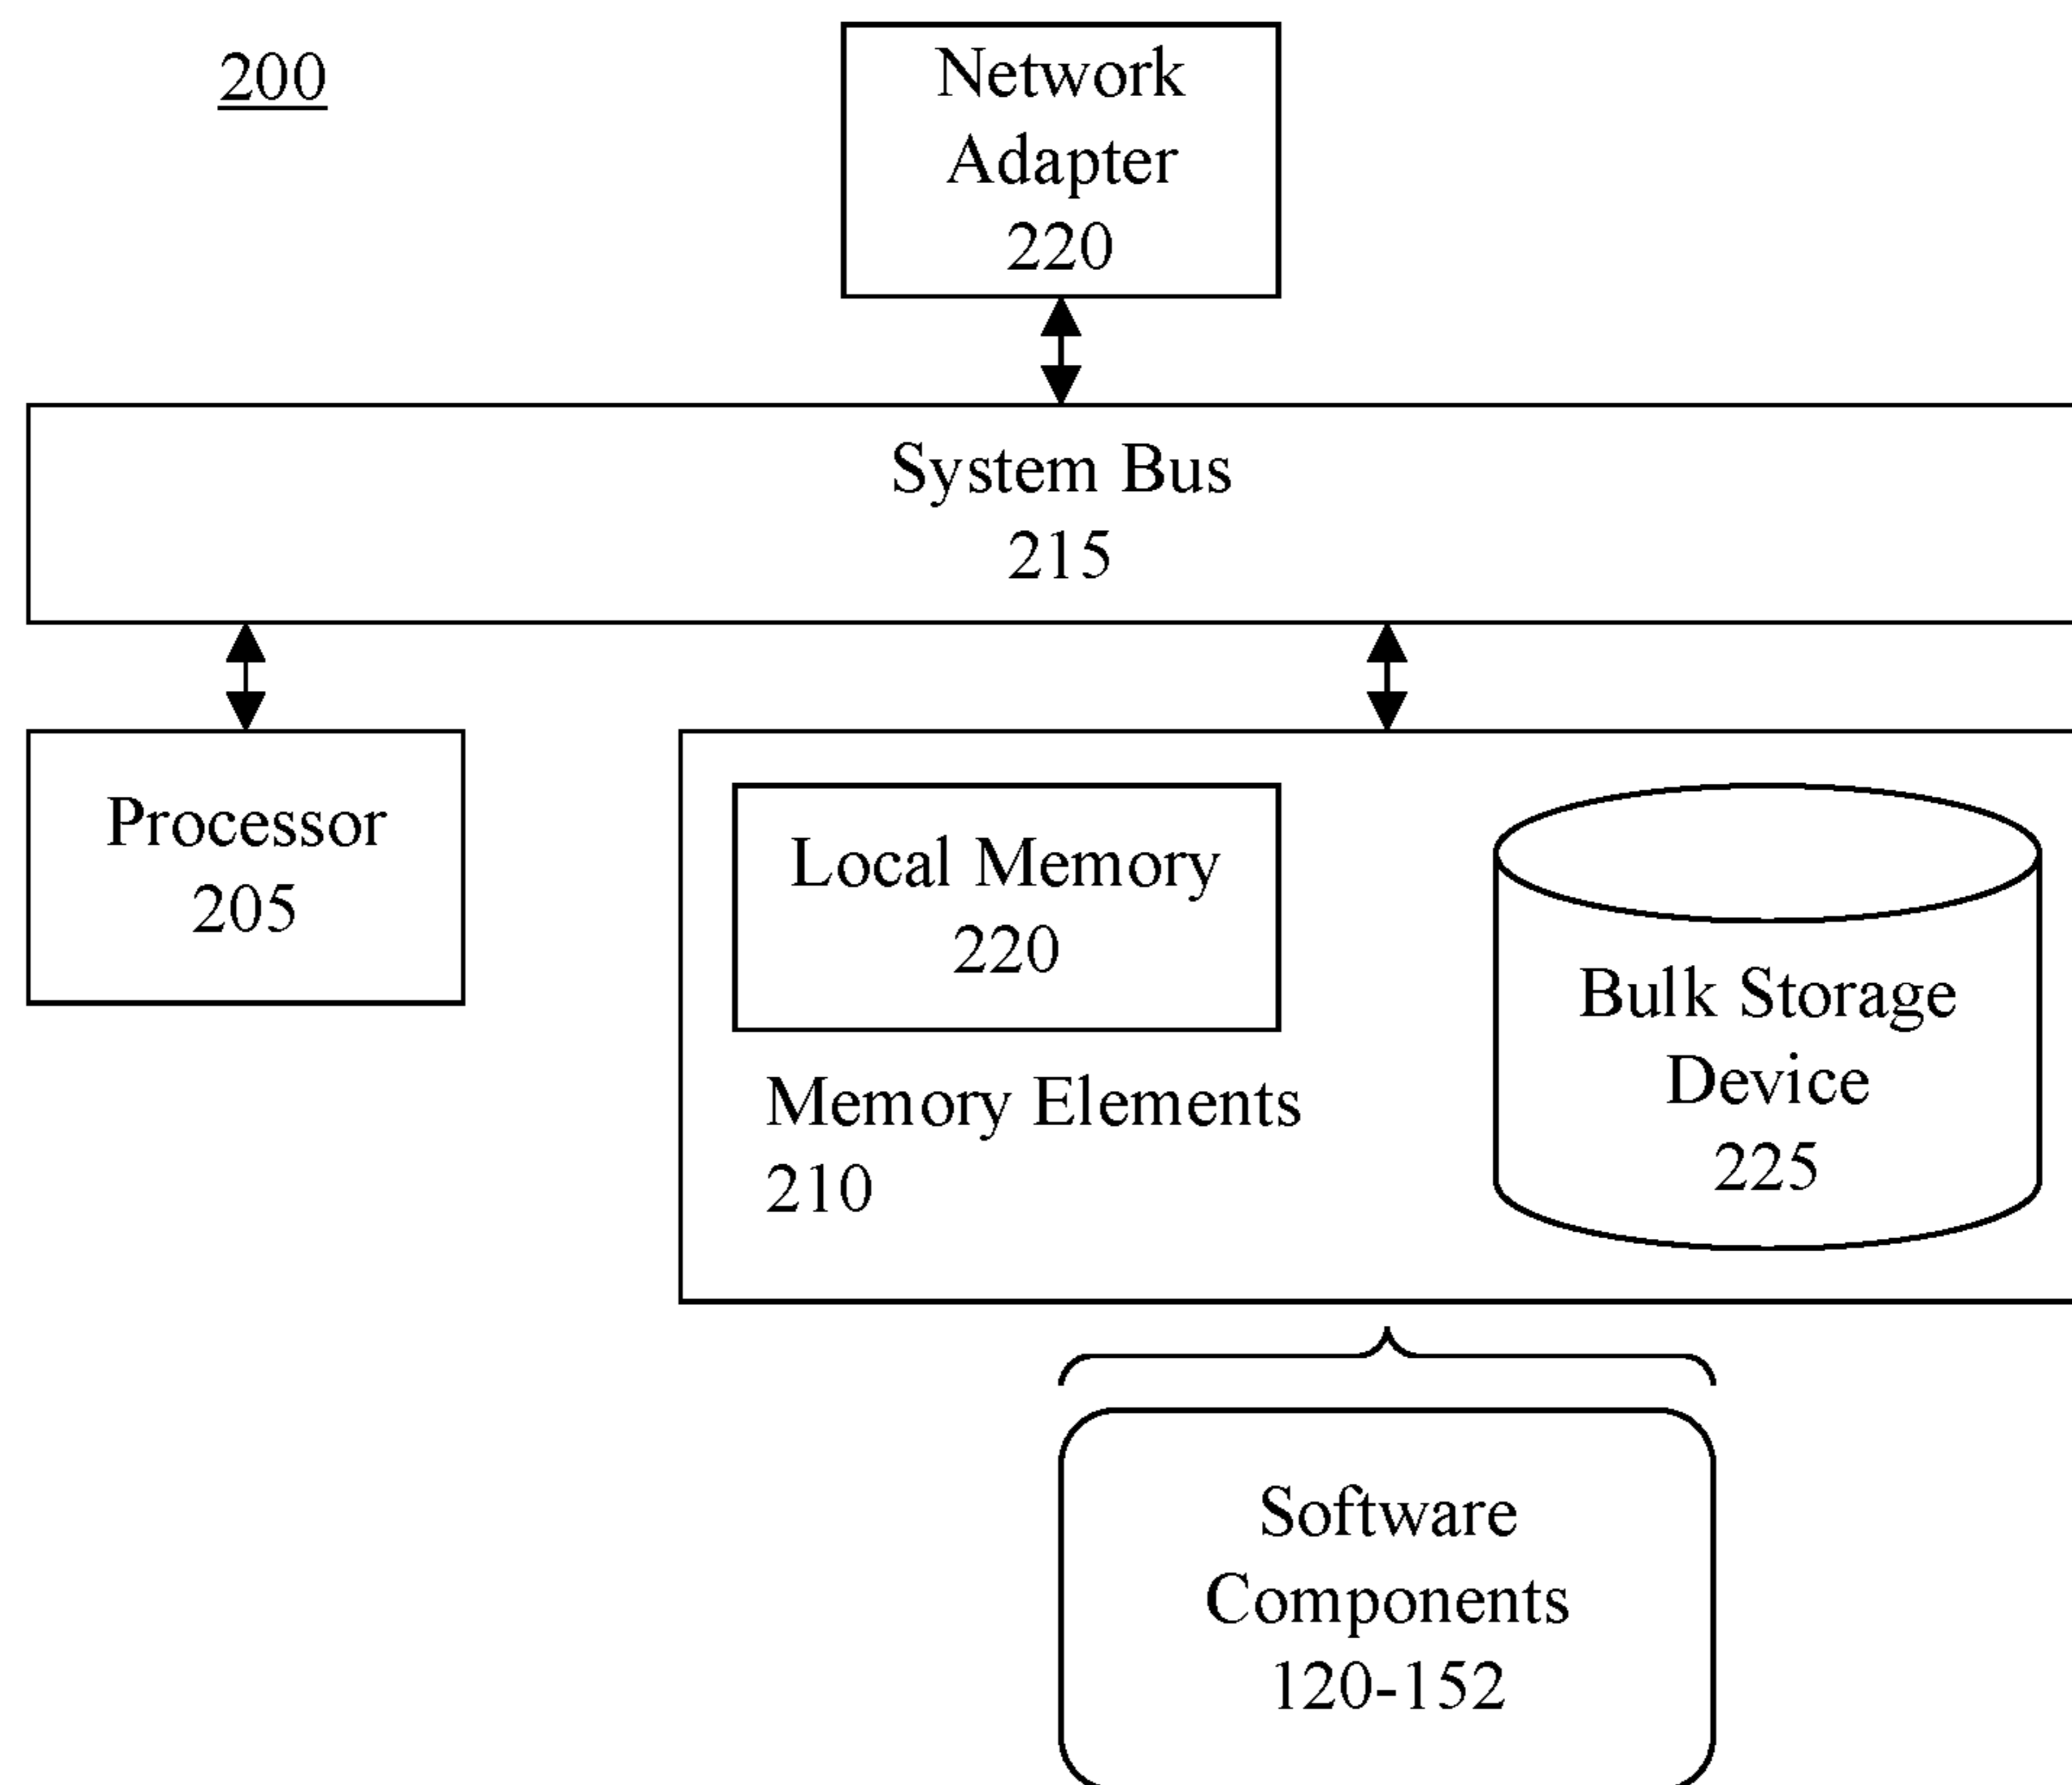 200
Network
Adapter
220
System Bus
215
Processor
205
Local Memory
220
Memory Elements
210
Bulk Storage
Device
225
Software
Components
120-152